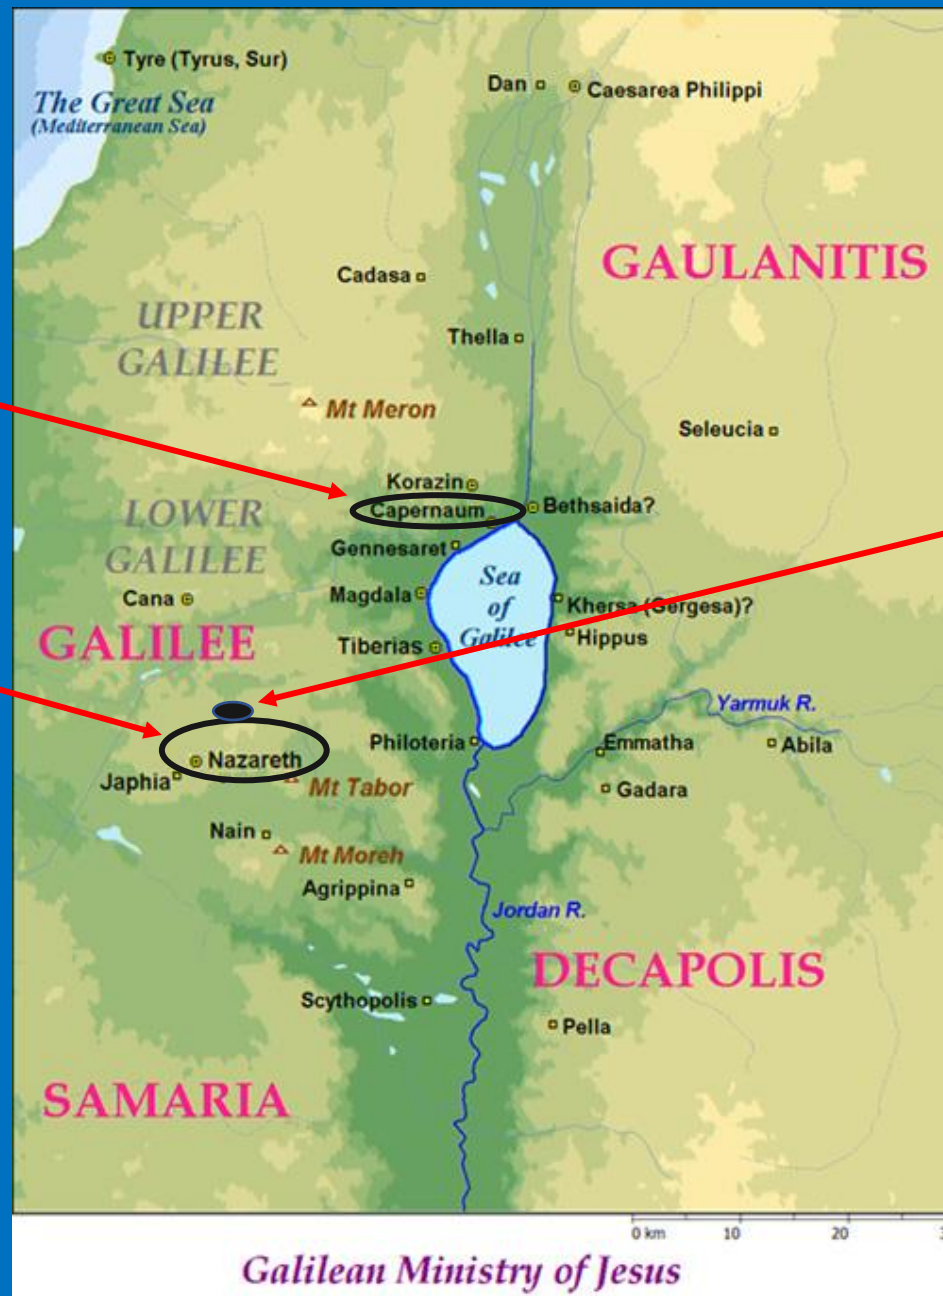 Tyre (Tyrus, Sur)
The Great Sea
(Mediterranean Sea)
Dan
Caesarea Philippi
GAULANITIS
Cadasa
UPPER
GALILEE
Thella
Mt Meron
Seleucia
Korazin
Capernaum
Bethsaida?
LOWER
GALILEE
Gennesaret
Sea
of
Galilee
Cana
Magdala
Khersa (Gergesa)?
GALILEE
Tiberias
Hippus
Yarmuk R.
Philoteria
Emmatha
Abila
Nazareth
Japhia
Mt Tabor
Gadara
Nain
Mt Moreh
Agrippina
Jordan R.
DECAPOLIS
Scythopolis
Pella
SAMARIA
0 km 10 20
Galilean Ministry of Jesus